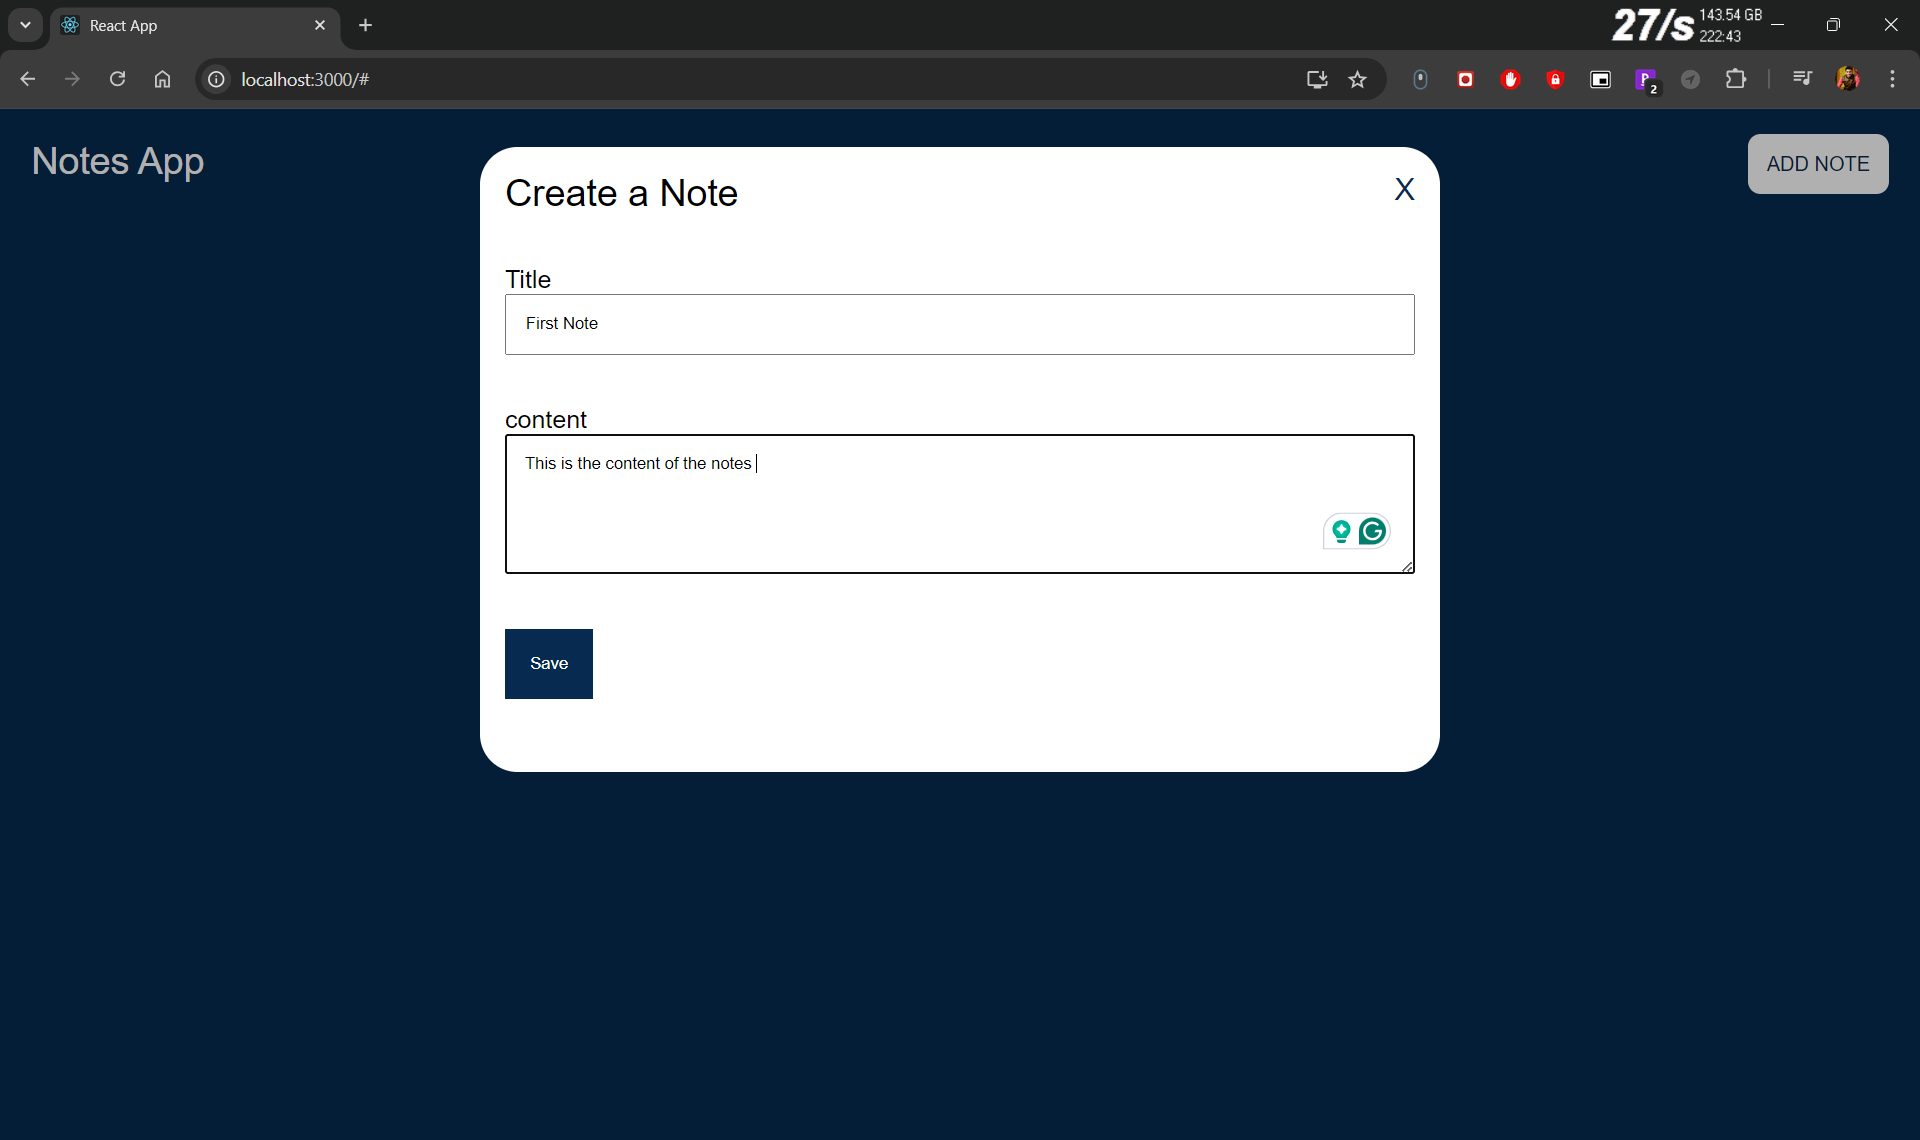 React App
27/s
143.54 GB
222:43
localhost:3000/#
2
Notes App
ADD NOTE
Create a Note
X
Title
First Note
content
This is the content of the notes
Save